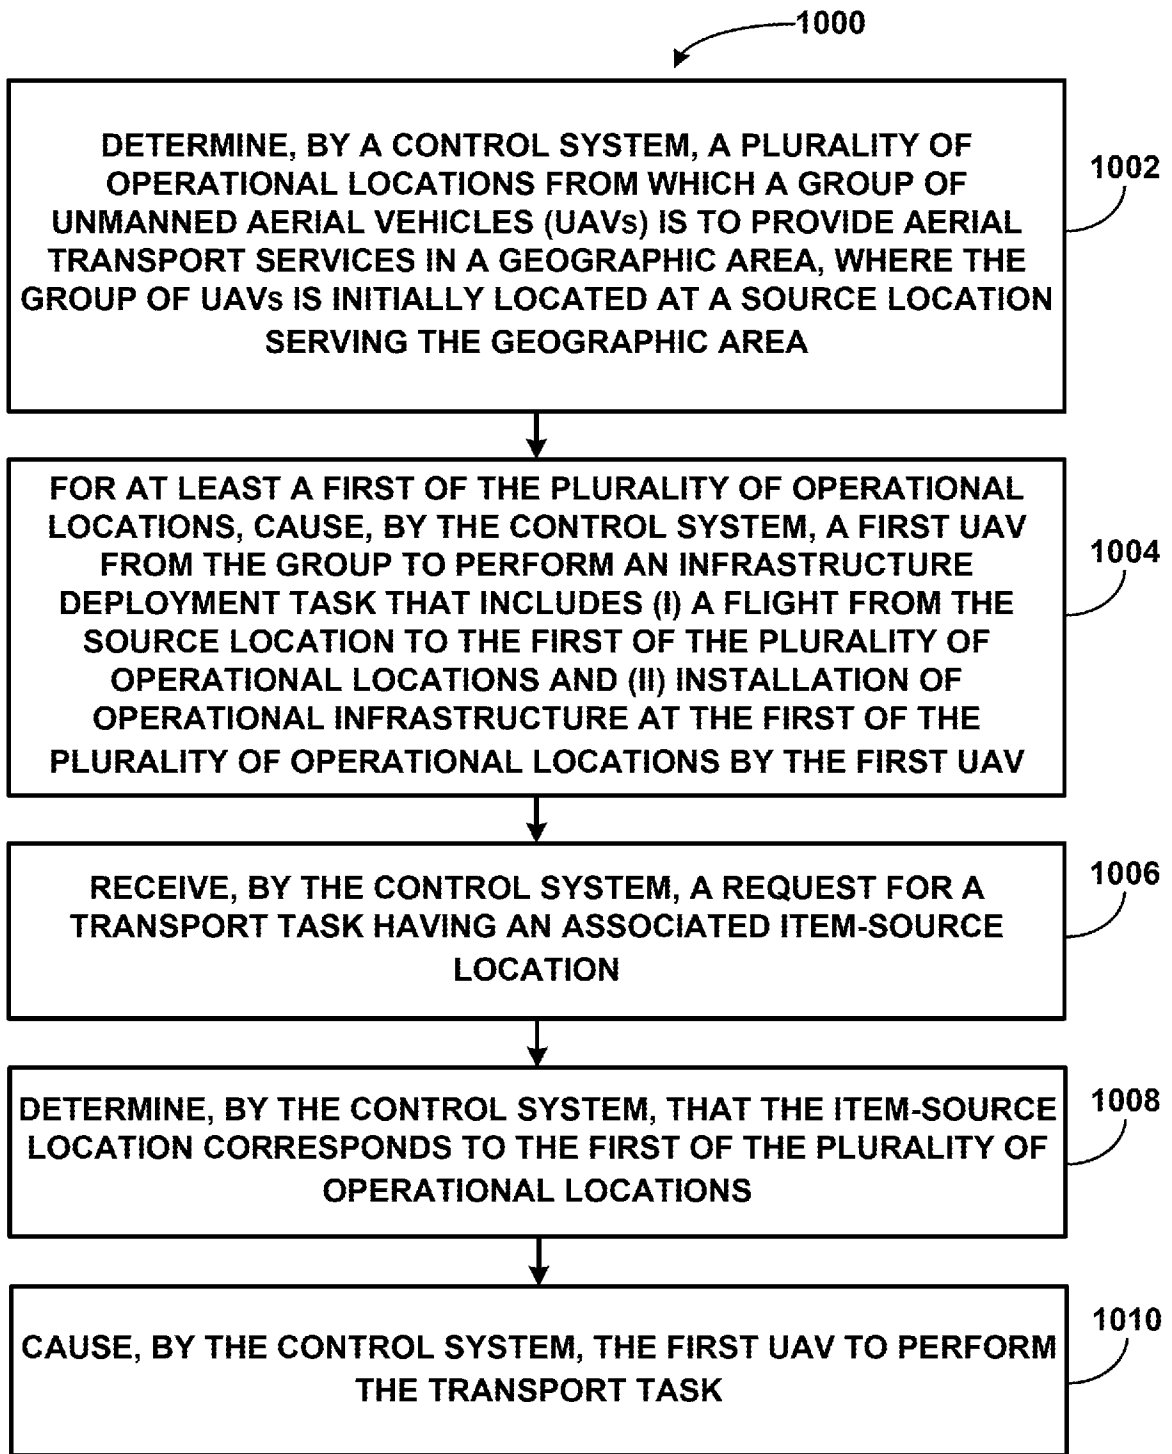 1000
DETERMINE, BY A CONTROL SYSTEM, A PLURALITY OF
OPERATIONAL LOCATIONS FROM WHICH A GROUP OF
UNMANNED AERIAL VEHICLES (UAVs) IS TO PROVIDE AERIAL
TRANSPORT SERVICES IN A GEOGRAPHIC AREA, WHERE THE
GROUP OF UAVs IS INITIALLY LOCATED AT A SOURCE LOCATION
SERVING THE GEOGRAPHIC AREA
1002
FOR AT LEAST A FIRST OF THE PLURALITY OF OPERATIONAL
LOCATIONS, CAUSE, BY THE CONTROL SYSTEM, A FIRST UAV
FROM THE GROUP TO PERFORM AN INFRASTRUCTURE
DEPLOYMENT TASK THAT INCLUDES (I) A FLIGHT FROM THE
SOURCE LOCATION TO THE FIRST OF THE PLURALITY OF
OPERATIONAL LOCATIONS AND (II) INSTALLATION OF
OPERATIONAL INFRASTRUCTURE AT THE FIRST OF THE
PLURALITY OF OPERATIONAL LOCATIONS BY THE FIRST UAV
1004
RECEIVE, BY THE CONTROL SYSTEM, A REQUEST FOR A
TRANSPORT TASK HAVING AN ASSOCIATED ITEM-SOURCE
LOCATION
1006
DETERMINE, BY THE CONTROL SYSTEM, THAT THE ITEM-SOURCE
LOCATION CORRESPONDS TO THE FIRST OF THE PLURALITY OF
OPERATIONAL LOCATIONS
1008
CAUSE, BY THE CONTROL SYSTEM, THE FIRST UAV TO PERFORM
THE TRANSPORT TASK
1010